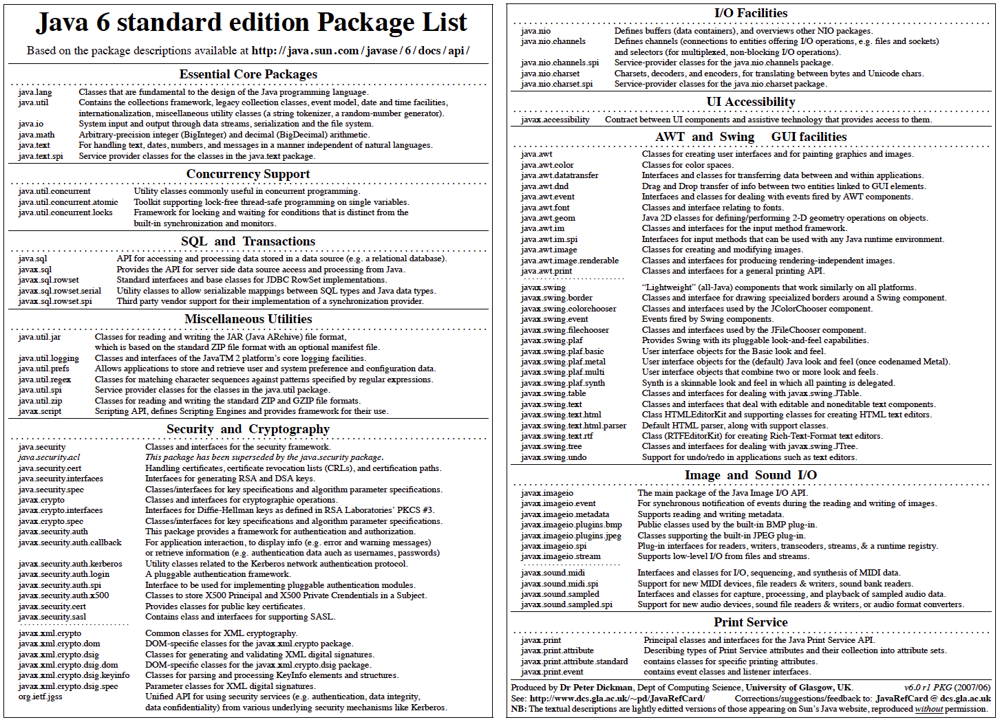 Java 6 standard edition Package List
Based on the package descriptions available at http://java.sun.com/javase/6/docs/api/
Essential Core Packages
java.lang Classes that are fundamental to the design of the Java programming language.
java.util Contains the collections framework, legacy collection classes, event model, date and time facilities,
internationalization, miscellaneous utility classes (a string tokenizer, a random-number generator).
java.io System input and output through data streams, serialization and the file system.
java.math Arbitrary-precision integer (BigInteger) and decimal (BigDecimal) arithmetic.
java.text For handling text, dates, numbers, and messages in a manner independent of natural languages.
java.text.spi Service provider classes for the classes in the java.text package.
Concurrency Support
java.util.concurrent Utility classes commonly useful in concurrent programming.
java.util.concurrent.atomic Toolkit supporting lock-free thread-safe programming on single variables.
java.util.concurrent.locks Framework for locking and waiting for conditions that is distinct from the
built-in synchronization and monitors.
SQL and Transactions
java.sql API for accessing and processing data stored in a data source (e.g. a relational database).
javax.sql Provides the API for server side data source access and processing from Java.
javax.sql.rowset Standard interfaces and base classes for JDBC RowSet implementations.
javax.sql.rowset.serial Utility classes to allow serializable mappings between SQL types and Java data types.
javax.sql.rowset.spi Third party vendor support for their implementation of a synchronization provider.
Miscellaneous Utilities
java.util.jar Classes for reading and writing the JAR (Java ARchive) file format,
which is based on the standard ZIP file format with an optional manifest file.
java.util.logging Classes and interfaces of the JavaTM 2 platform's core logging facilities.
java.util.prefs Allows applications to store and retrieve user and system preference and configuration data.
java.util.regex Classes for matching character sequences against patterns specified by regular expressions.
java.util.spi Service provider classes for the classes in the java.util package.
java.util.zip Classes for reading and writing the standard ZIP and GZIP file formats.
javax.script Scripting API, defines Scripting Engines and provides framework for their use.
Security and Cryptography
java.security Classes and interfaces for the security framework.
java.security.acl This package has been superseded by the java.security package.
java.security.cert Handling certificates, certificate revocation lists (CRLs), and certification paths.
java.security.interfaces Interfaces for generating RSA and DSA keys.
java.security.spec Classes/interfaces for key specifications and algorithm parameter specifications.
javax.crypto Classes and interfaces for cryptographic operations.
javax.crypto.interfaces Interfaces for Diffie-Hellman keys as defined in RSA Laboratories' PKCS #3.
javax.crypto.spec Classes/interfaces for key specifications and algorithm parameter specifications.
javax.security.auth This package provides a framework for authentication and authorization.
javax.security.auth.callback For application interaction, to display info (e.g. error and warning messages)
or retrieve information (e.g. authentication data auch as usernames, passwords)
javax.security.auth.kerberos Utility classes related to the Kerberos network authentication protocol.
javax.security.auth.login A pluggable authentication framework.
javax.security.auth.spi Interface to be used for implementing pluggable authentication modules.
javax.security.auth.x500 Classes to store X500 Principal and X500 Private Crendentials in a Subject.
javax.security.cert Provides classes for public key certificates.
javax.security.sasl Contains class and interfaces for supporting SASL.
javax.xml.crypto Common classes for XML cryptography.
javax.xml.crypto.dom DOM-specific classes for the javax.xml.crypto package.
javax.xml.crypto.dsig Classes for generating and validating XML digital signatures.
javax.xml.crypto.dsig.dom DOM-specific classes for the javax.xml.crypto.dsig package.
javax.xml.crypto.dsig.keyinfo Classes for parsing and processing KeyInfo elements and structures.
javax.xml.crypto.dsig.spec Parameter classes for XML digital signatures.
org.ietf.jgss Unified API for using security services (e.g. authentication, data integrity,
data confidentiality) from various underlying security mechanisms like Kerberos.
I/O Facilities
java.nio Defines buffers (data containers), and overviews other NIO packages.
java.nio.channels Defines channels (connections to entities offering I/O operations, e.g. files and sockets)
and selectors (for multiplexed, non-blocking I/O operations).
java.nio.channels.spi Service-provider classes for the java.nio.channels package.
java.nio.charset Charsets, decoders, and encoders, for translating between bytes and Unicode chars.
java.nio.charset.spi Service-provider classes for the java.nio.charset package.
UI Accessibility
javax.accessibility Contract between UI components and assistive technology that provides access to them.
AWT and Swing GUI facilities
java.awt Classes for creating user interfaces and for painting graphics and images.
java.awt.color Classes for color spaces.
java.awt.datatransfer Interfaces and classes for transferring data between and within applications.
java.awt.dnd Drag and Drop transfer of info between two entities linked to GUI elements.
java.awt.event Interfaces and classes for dealing with events fired by AWT components.
java.awt.font Classes and interface relating to fonts.
java.awt.geom Java 2D classes for defining/performing 2-D geometry operations on objects.
java.awt.im Classes and interfaces for the input method framework.
java.awt.im.spi Interfaces for input methods that can be used with any Java runtime environment.
java.awt.image Classes for creating and modifying images.
java.awt.image.renderable Classes and interfaces for producing rendering-independent images.
java.awt.print Classes and interfaces for a general printing API.
javax.swing “Lightweight” (all-Java) components that work similarly on all platforms.
javax.swing.border Classes and interface for drawing specialized borders around a Swing component.
javax.swing.colorchooser Classes and interfaces used by the JColorChooser component.
javax.swing.event Events fired by Swing components.
javax.swing.filechooser Classes and interfaces used by the JFileChooser component.
javax.swing.plaf Provides Swing with its pluggable look-and-feel capabilities.
javax.swing.plaf.basic User interface objects for the Basic look and feel.
javax.swing.plaf.metal User interface objects for the (default) Java look and feel (once codenamed Metal).
javax.swing.plaf.multi User interface objects that combine two or more look and feels.
javax.swing.plaf.synth Synth is a skinnable look and feel in which all painting is delegated.
javax.swing.table Classes and interfaces for dealing with javax.swing.JTable.
javax.swing.text Classes and interfaces that deal with editable and noneditable text components.
javax.swing.text.html Class HTMLEditorKit and supporting classes for creating HTML text editors.
javax.swing.text.html.parser Default HTML parser, along with support classes.
javax.swing.text.rtf Class (RTFEditorKit) for creating Rich-Text-Format text editors.
javax.swing.tree Classes and interfaces for dealing with javax.swing.JTree.
javax.swing.undo Support for undo/redo in applications such as text editors.
Image and Sound I/O
javax.imageio The main package of the Java Image I/O API.
javax.imageio.event For synchronous notification of events during the reading and writing of images.
javax.imageio.metadata Supports reading and writing metadata.
javax.imageio.plugins.bmp Public classes used by the built-in BMP plug-in.
javax.imageio.plugins.jpeg Classes supporting the built-in JPEG plug-in.
javax.imageio.spi Plug-in interfaces for readers, writers, transcoders, streams, & a runtime registry.
javax.imageio.stream Supports low-level I/O from files and streams.
javax.sound.midi Interfaces and classes for I/O, sequencing, and synthesis of MIDI data.
javax.sound.midi.spi Support for new MIDI devices, file readers & writers, sound bank readers.
javax.sound.sampled Interfaces and classes for capture, processing, and playback of sampled audio data.
javax.sound.sampled.spi Support for new audio devices, sound file readers & writers, or audio format converters.
Print Service
javax.print Principal classes and interfaces for the Java Print Service API.
javax.print.attribute Describing types of Print Service attributes and their collection into attribute sets.
javax.print.attribute.standard contains classes for specific printing attributes.
javax.print.event contains event classes and listener interfaces.
Produced by Dr Peter Dickman, Dept of Computing Science, University of Glasgow, UK. v6.0 r1 PKG (2007/06)
See: http://www.dcs.gla.ac.uk/~pd/JavaRefCard/ Corrections/suggestions/feedback to: JavaRefCard @ dcs.gla.ac.uk
NB: The textual descriptions are lightly editted versions of those appearing on Sun's Java website, reproduced without permission.